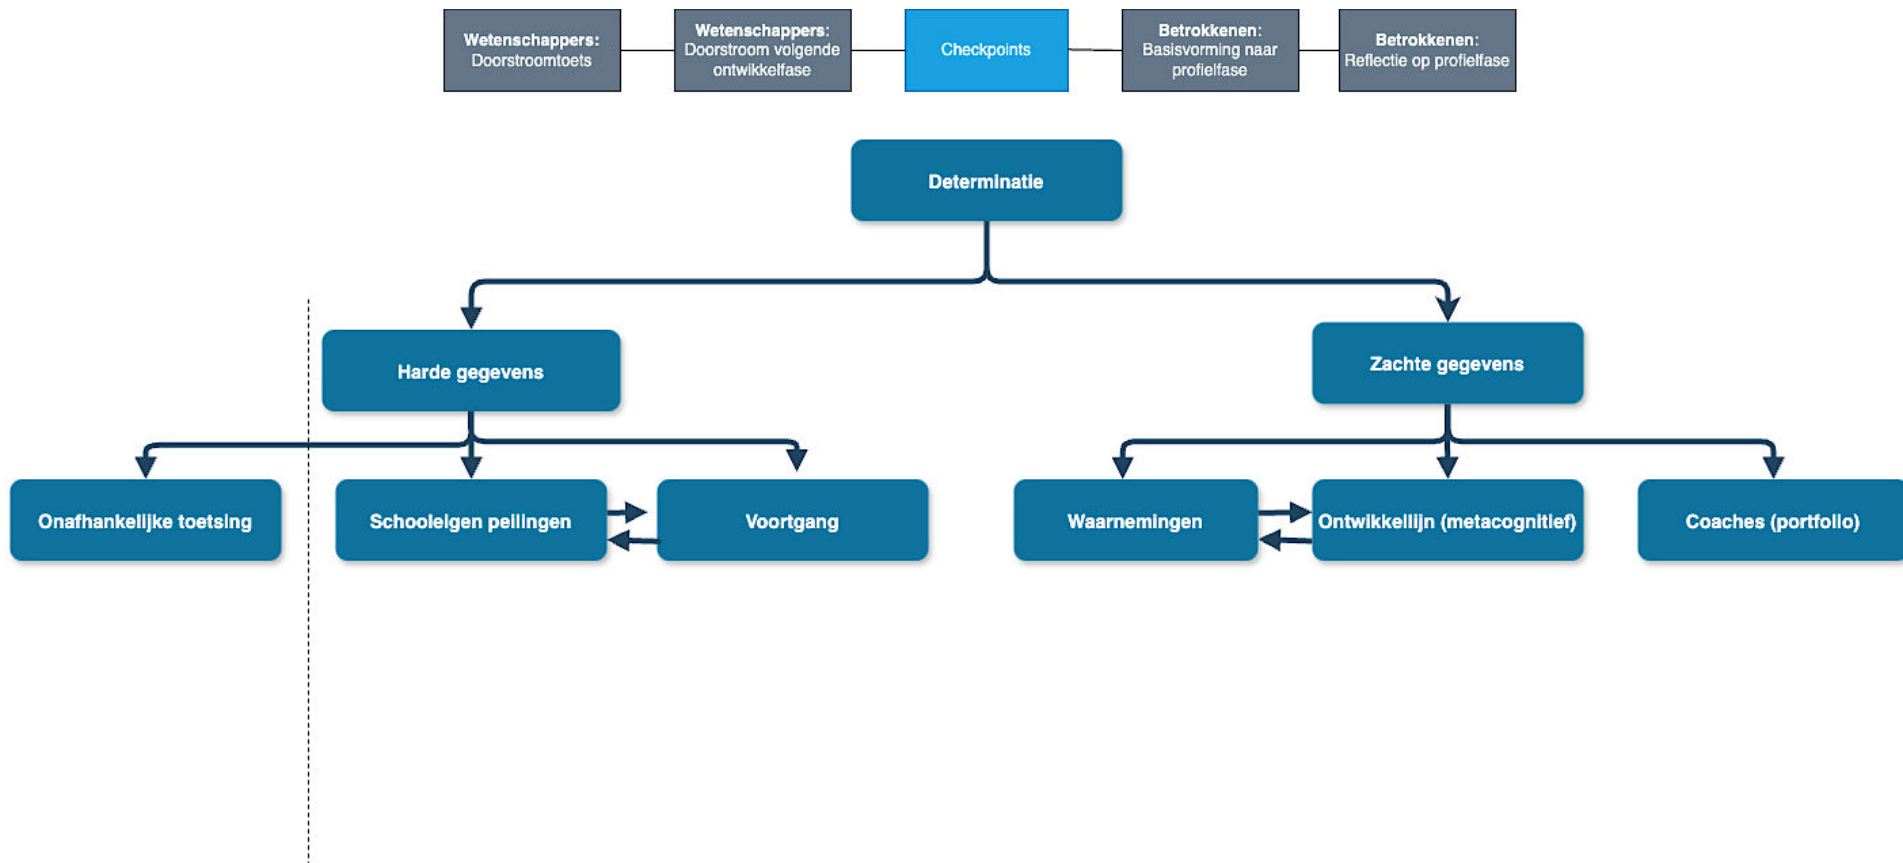 Wetenschappers:
Doorstroomtoets
Wetenschappers:
Doorstroom volgende
ontwikkelfase
Checkpoints
Betrokkenen:
Basisvorming naar
profielfase
Betrokkenen:
Reflectie op profielfase
Determinatie
Harde gegevens
Zachte gegevens
Onafhankelijke toetsing
Schooleigen peilingen
Voortgang
Waarnemingen
Ontwikkellijn (metacognitief)
Coaches (portfolio)